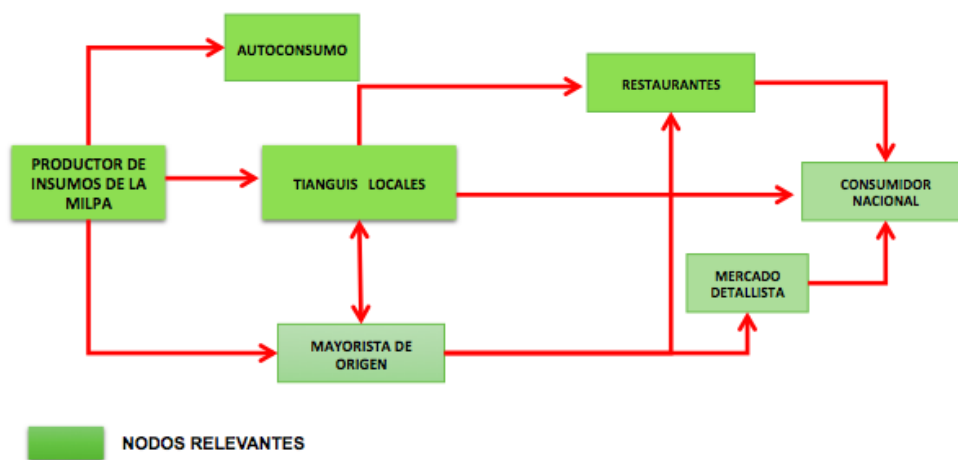 AUTOCONSUMO
RESTAURANTES
PRODUCTOR DE
INSUMOS DE LA
MILPA
TIANGUIS LOCALES
CONSUMIDOR
NACIONAL
MERCADO
DETALLISTA
MAYORISTA DE
ORIGEN
NODOS RELEVANTES